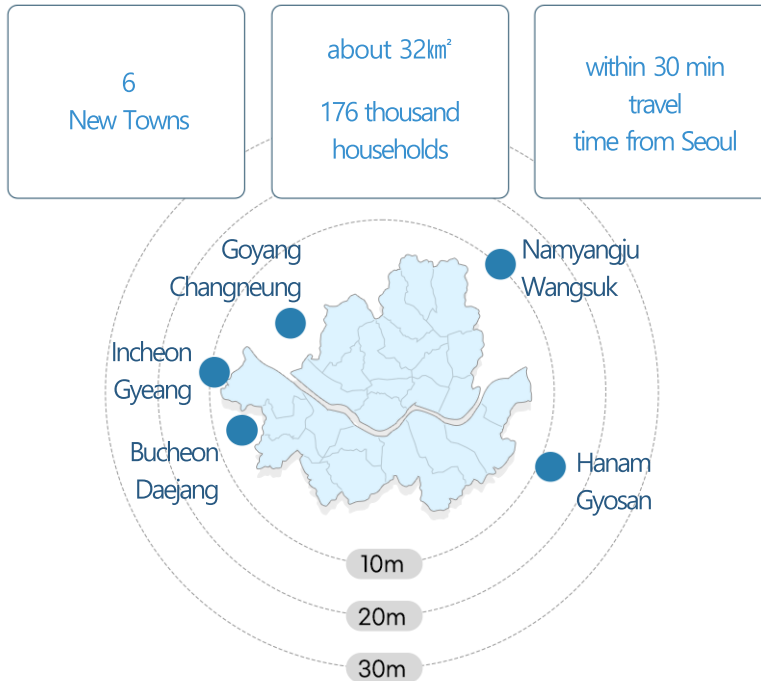 6
New Towns
about 32㎢
176 thousand
households
within 30 min
travel
time from Seoul
Goyang
Changneung
Namyangju
Wangsuk
Incheon
Gyeang
Bucheon
Daejang
Hanam
Gyosan
10m
20m
30m